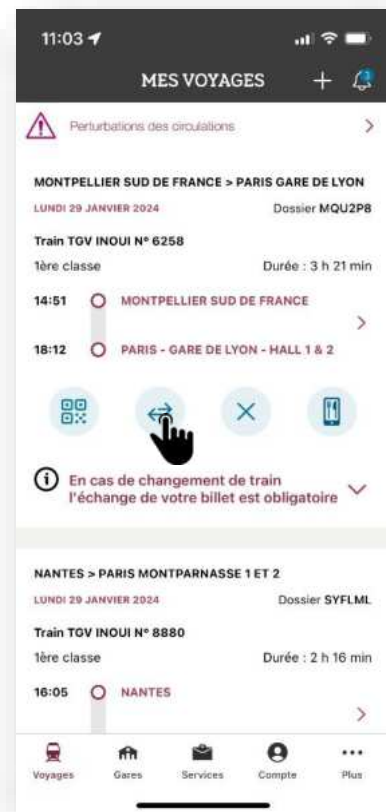 11:03
MES VOYAGES
3
Perturbations des circulations
MONTPELLIER SUD DE FRANCE > PARIS GARE DE LYON
LUNDI 29 JANVIER 2024 Dossier MQU2P8
Train TGV INOUI N° 6258
1ère classe Durée : 3 h 21 min
14:51 MONTPELLIER SUD DE FRANCE
18:12 PARIS - GARE DE LYON - HALL 1 & 2
En cas de changement de train
l'échange de votre billet est obligatoire
NANTES > PARIS MONTPARNASSE 1 ET 2
LUNDI 29 JANVIER 2024 Dossier SYFLML
Train TGV INOUI N° 8880
1ère classe Durée : 2 h 16 min
16:05 NANTES
Voyages Gares Services Compte Plus